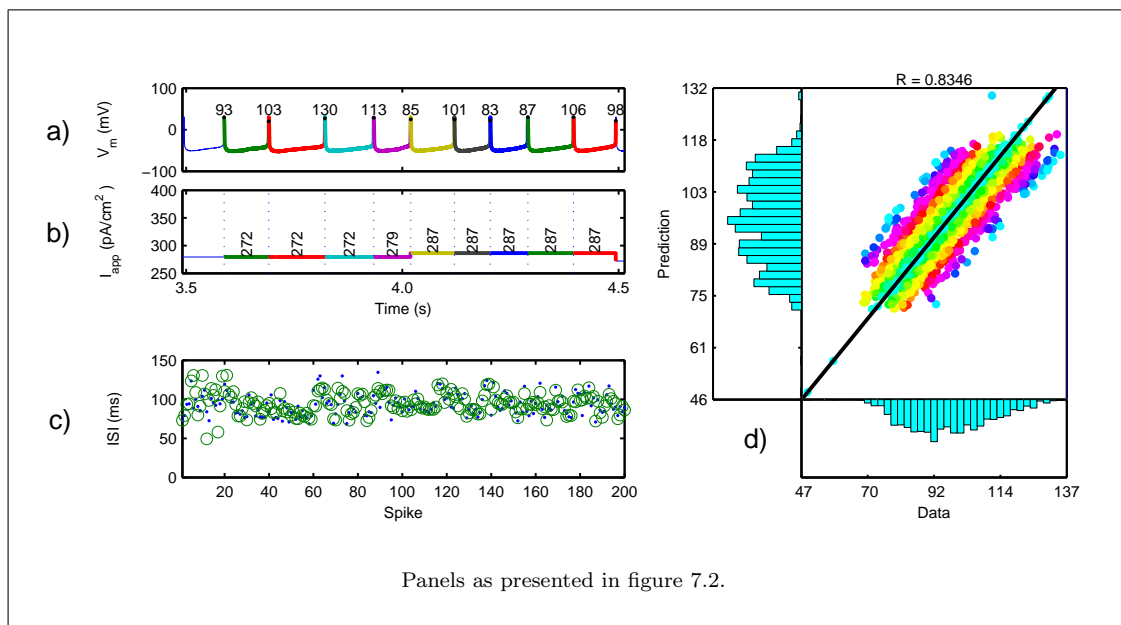 a)
V_m (mV)
100
0
−100
93 103 130 113 85 101 83 87 106 98
b)
I_app (pA/cm²)
400
350
300
250
272 272 272 279 287 287 287 287 287
3.5 4.0 4.5
Time (s)
c)
ISI (ms)
150
100
50
0
20 40 60 80 100 120 140 160 180 200
Spike
R = 0.8346
Prediction
132
118
103
89
75
61
46
d)
47 70 92 114 137
Data
Panels as presented in figure 7.2.